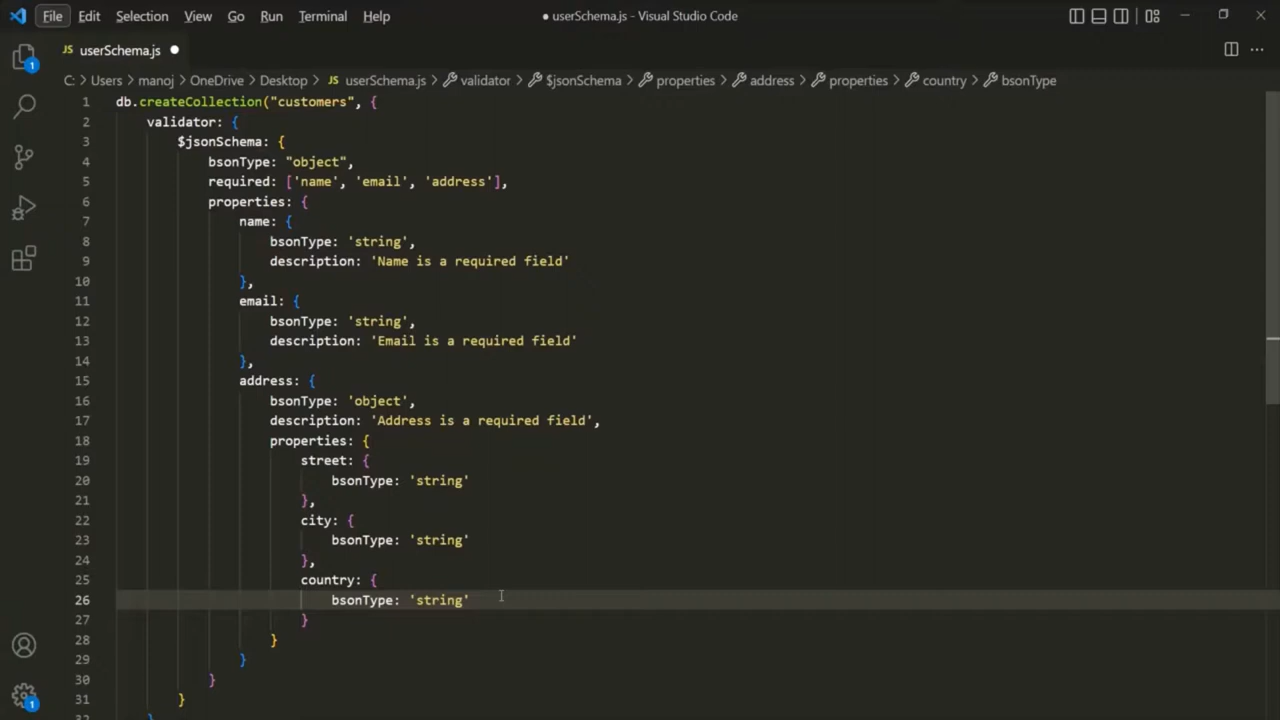 File Edit Selection View Go Run Terminal Help ● userSchema.js - Visual Studio Code
JS userSchema.js ●
C: > Users > manoj > OneDrive > Desktop > JS userSchema.js > validator > $jsonSchema > properties > address > properties > country > bsonType
1 db.createCollection("customers", {
2 validator: {
3 $jsonSchema: {
4 bsonType: "object",
5 required: ['name', 'email', 'address'],
6 properties: {
7 name: {
8 bsonType: 'string',
9 description: 'Name is a required field'
10 },
11 email: {
12 bsonType: 'string',
13 description: 'Email is a required field'
14 },
15 address: {
16 bsonType: 'object',
17 description: 'Address is a required field',
18 properties: {
19 street: {
20 bsonType: 'string'
21 },
22 city: {
23 bsonType: 'string'
24 },
25 country: {
26 bsonType: 'string'
27 }
28 }
29 }
30 }
31 }
32 }
1
1